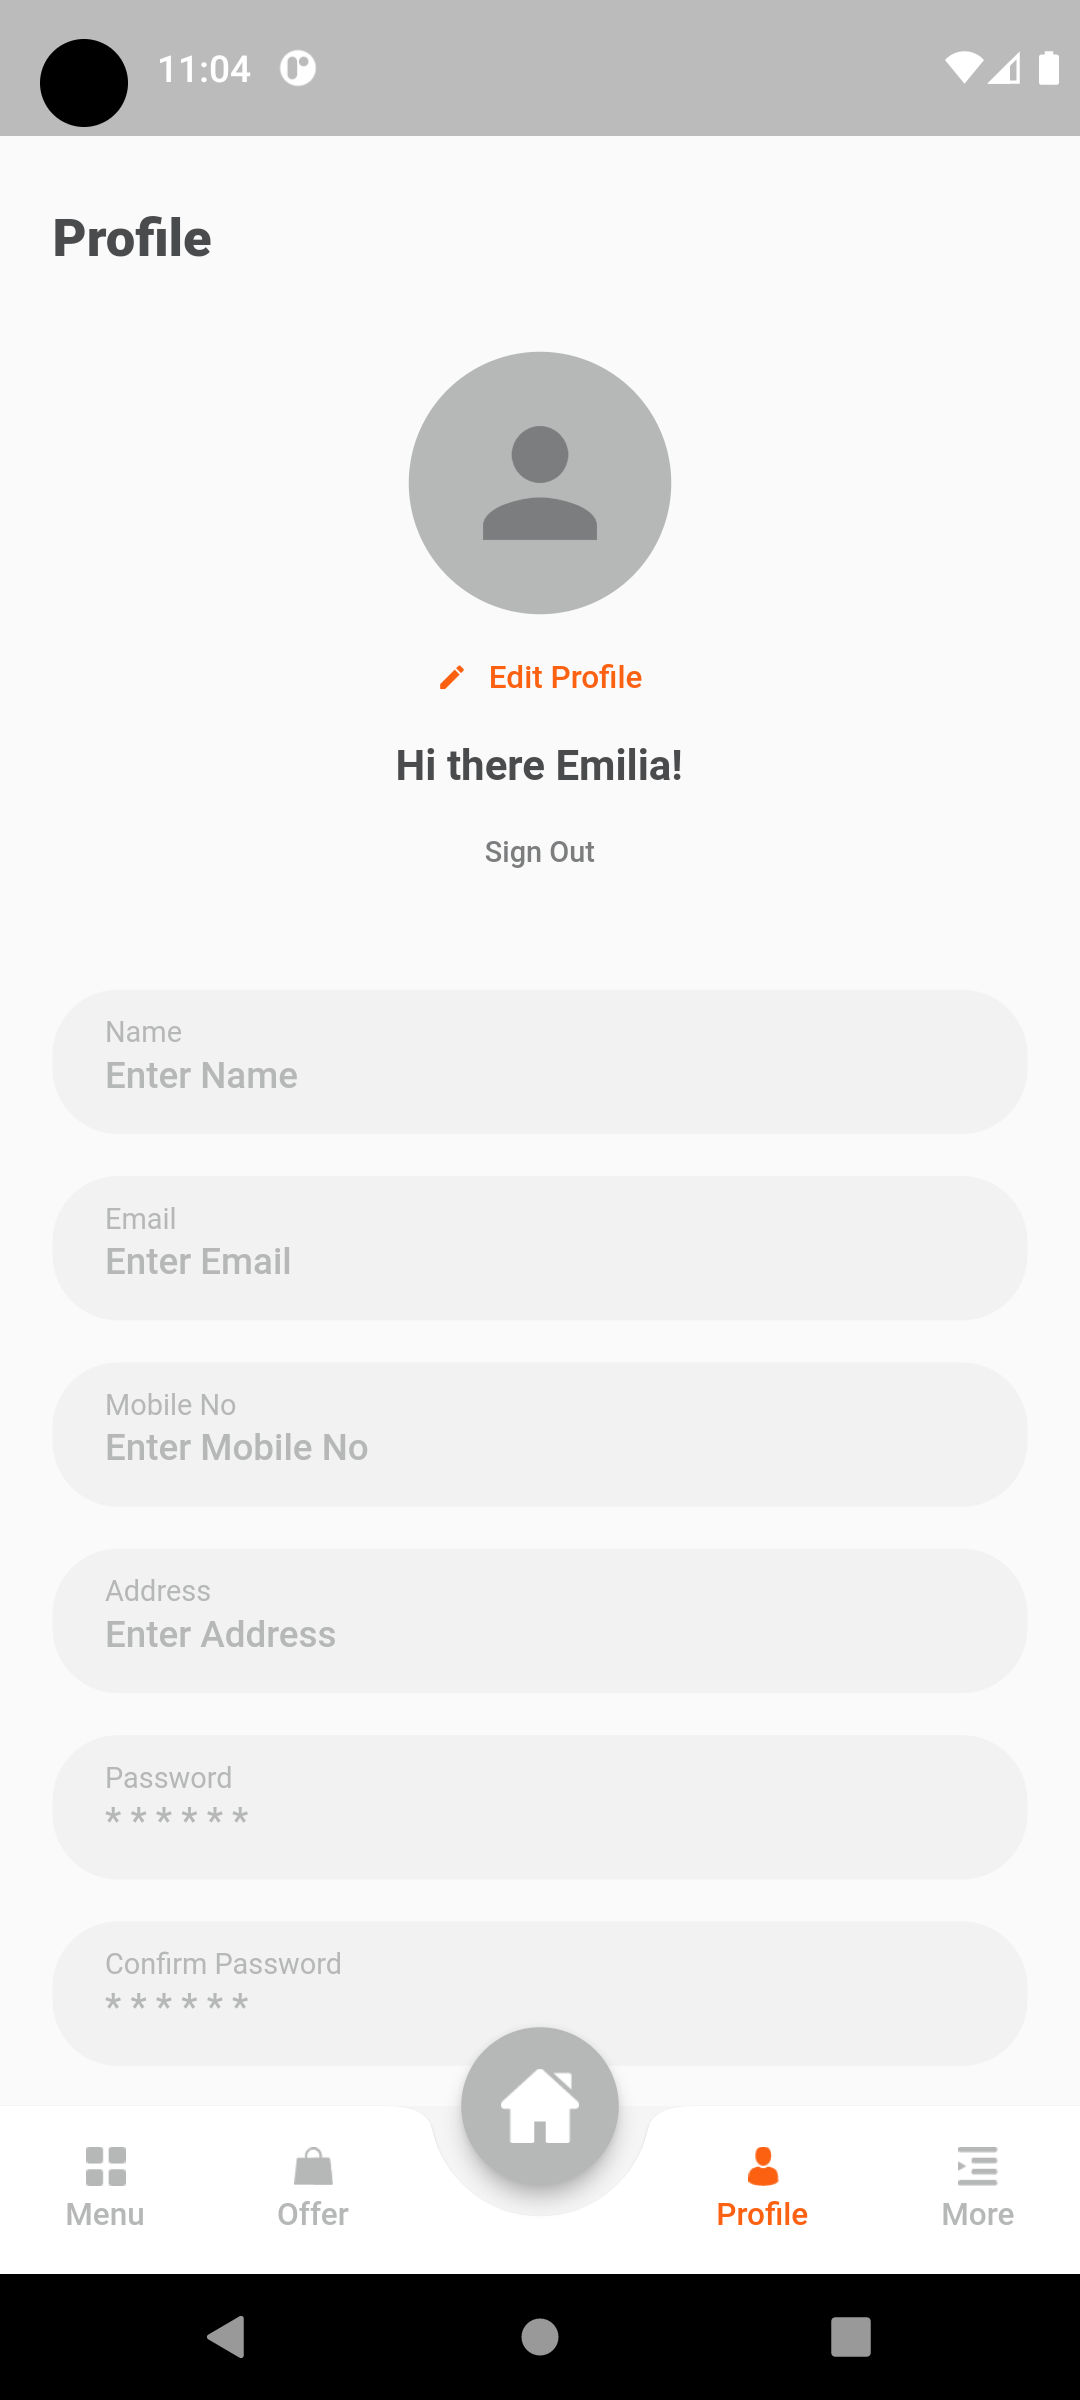 11:04
Profile
Edit Profile
Hi there Emilia!
Sign Out
Name
Enter Name
Email
Enter Email
Mobile No
Enter Mobile No
Address
Enter Address
Password
* * * * * *
Confirm Password
* * * * * *
Menu
Offer
Profile
More